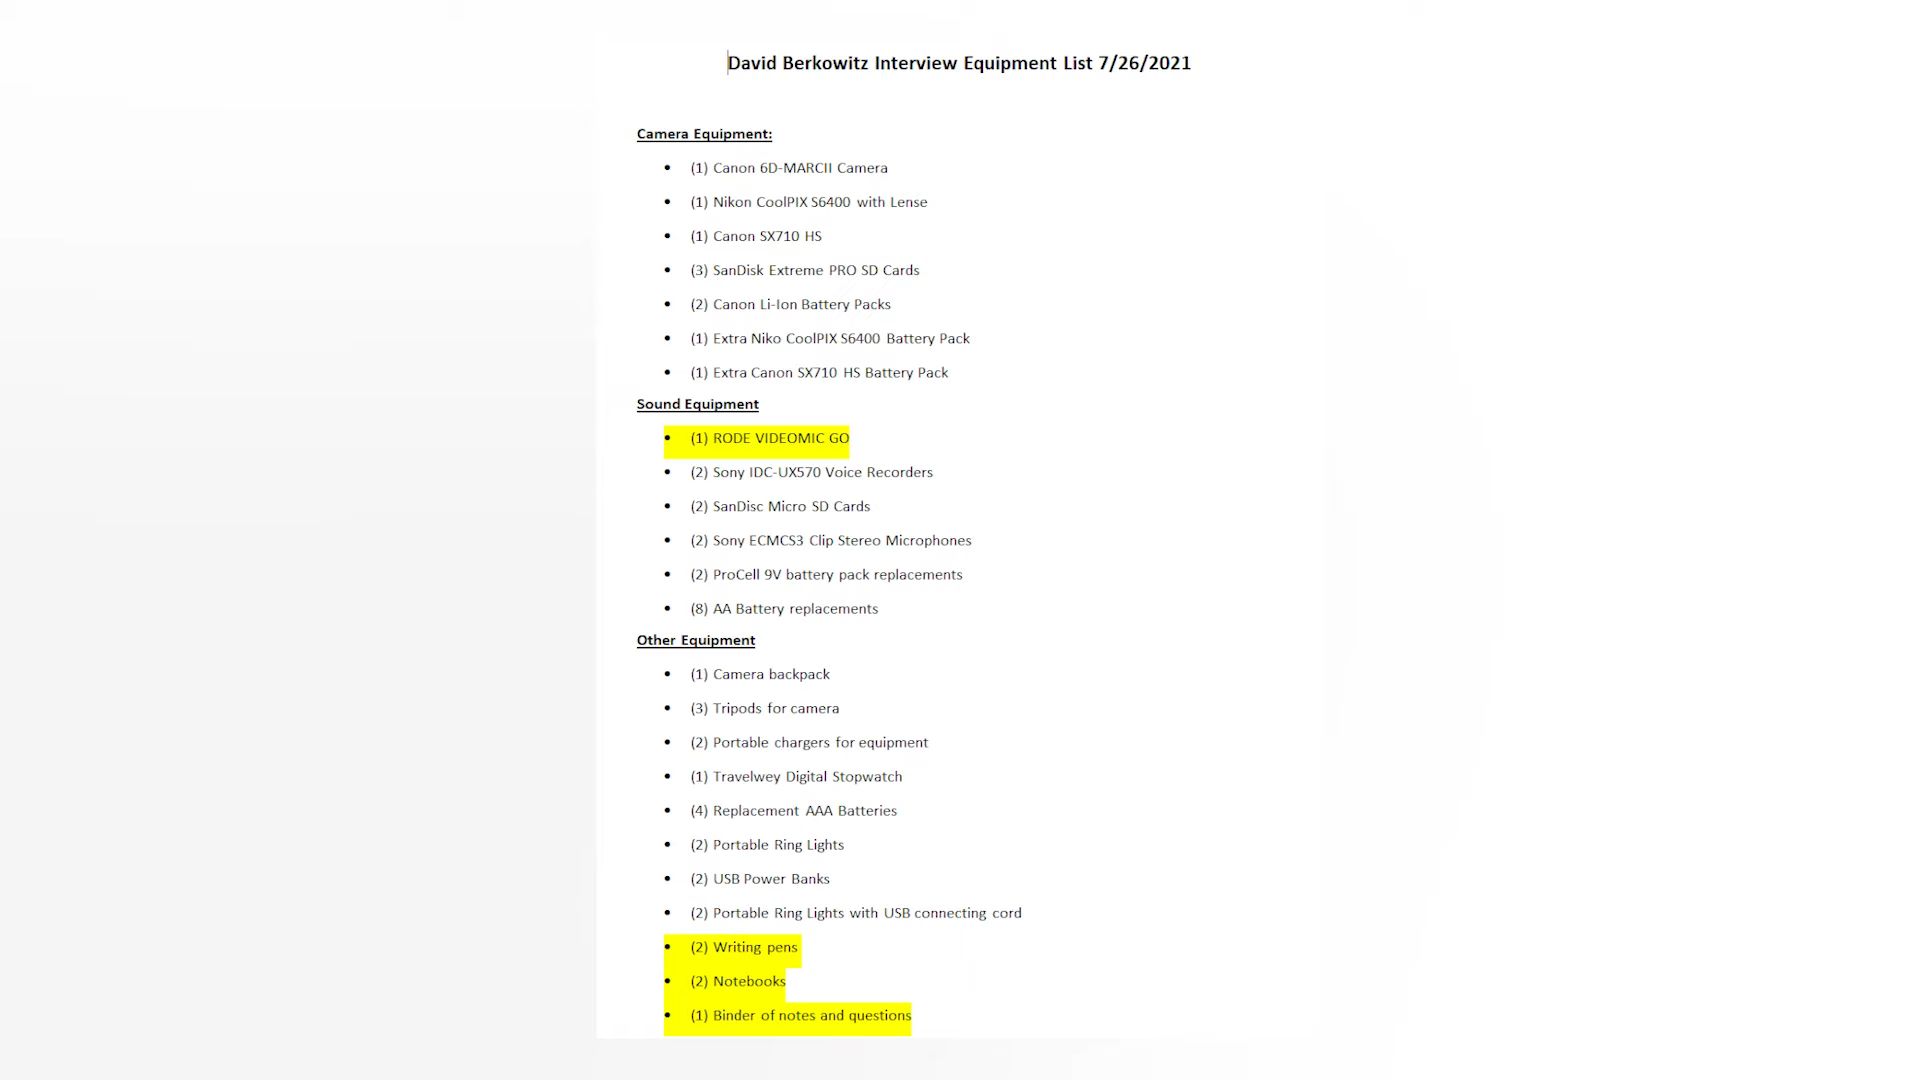 David Berkowitz Interview Equipment List 7/26/2021
Camera Equipment:
• (1) Canon 6D-MARCII Camera
• (1) Nikon CoolPIX S6400 with Lense
• (1) Canon SX710 HS
• (3) SanDisk Extreme PRO SD Cards
• (2) Canon Li-Ion Battery Packs
• (1) Extra Niko CoolPIX S6400 Battery Pack
• (1) Extra Canon SX710 HS Battery Pack
Sound Equipment
• (1) RODE VIDEOMIC GO
• (2) Sony IDC-UX570 Voice Recorders
• (2) SanDisc Micro SD Cards
• (2) Sony ECMCS3 Clip Stereo Microphones
• (2) ProCell 9V battery pack replacements
• (8) AA Battery replacements
Other Equipment
• (1) Camera backpack
• (3) Tripods for camera
• (2) Portable chargers for equipment
• (1) Travelwey Digital Stopwatch
• (4) Replacement AAA Batteries
• (2) Portable Ring Lights
• (2) USB Power Banks
• (2) Portable Ring Lights with USB connecting cord
• (2) Writing pens
• (2) Notebooks
• (1) Binder of notes and questions